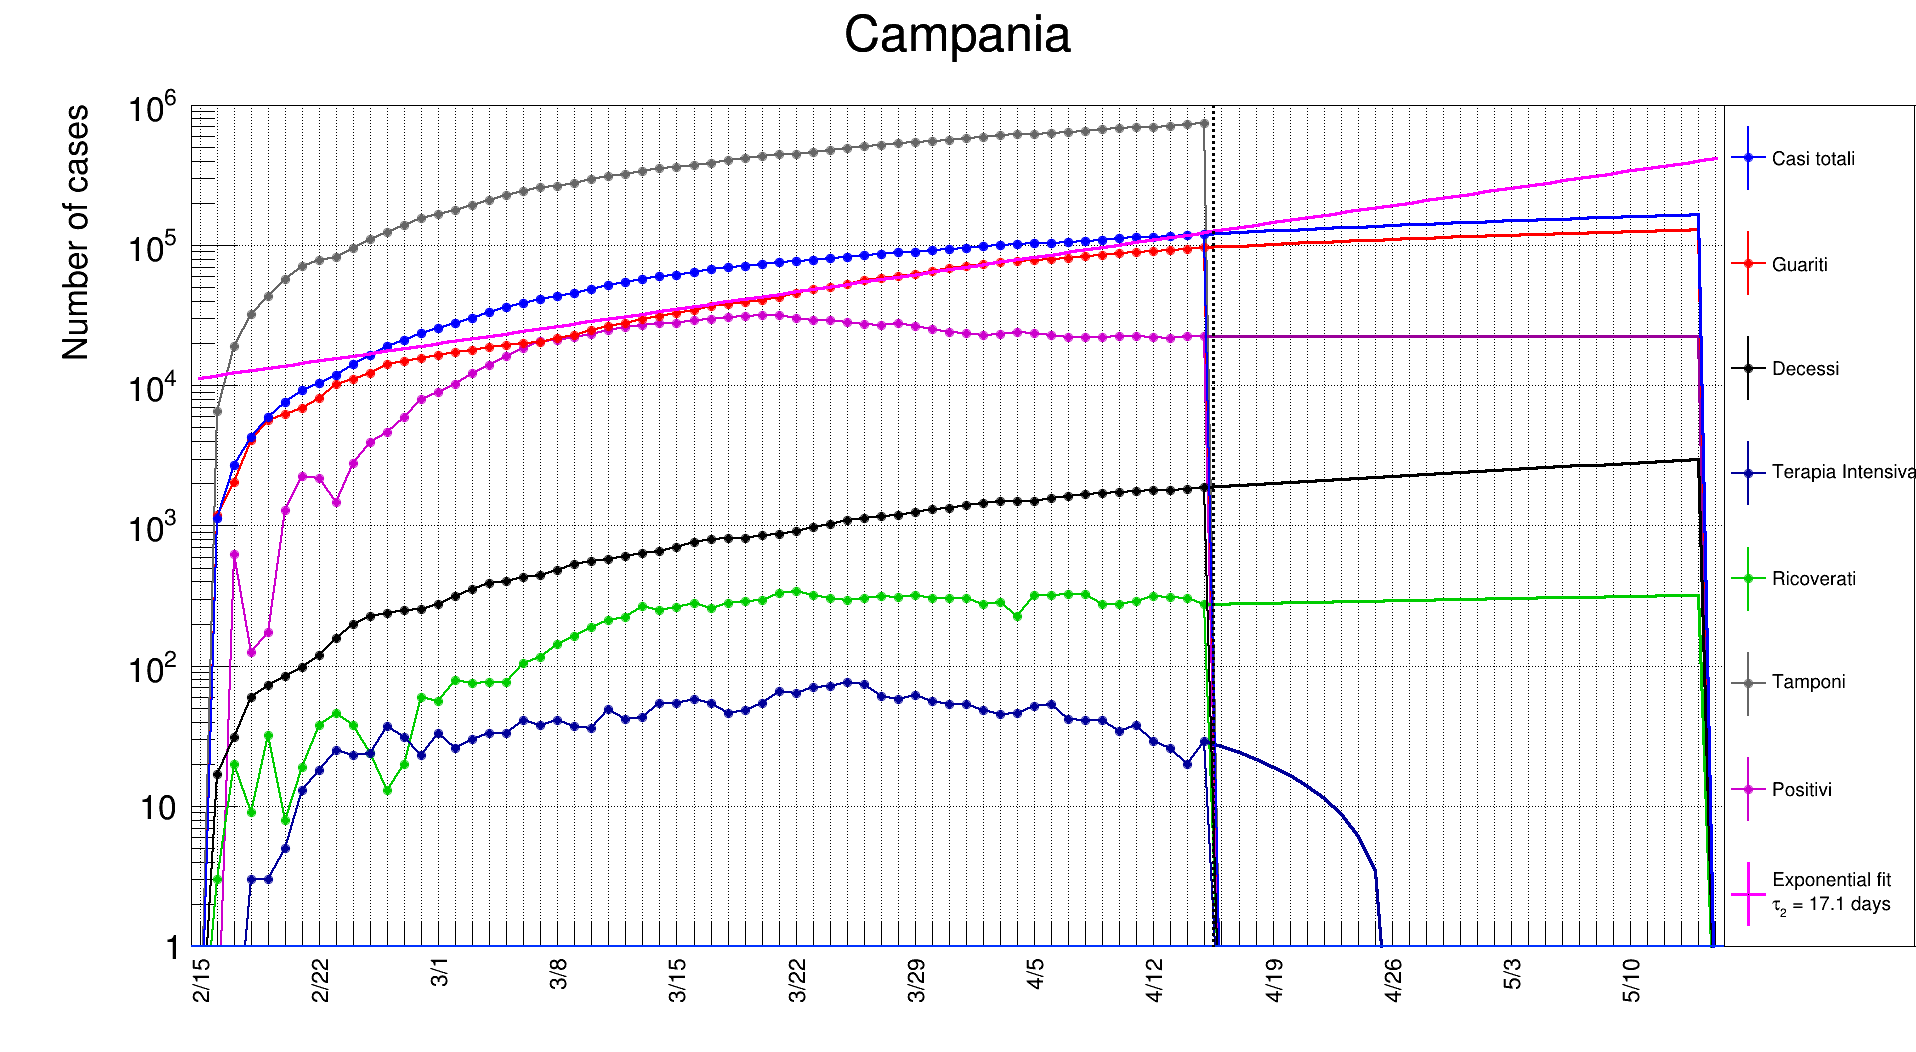 Campania
Number of cases
10^6
10^5
10^4
10^3
10^2
10
1
2/15
2/22
3/1
3/8
3/15
3/22
3/29
4/5
4/12
4/19
4/26
5/3
5/10
Casi totali
Guariti
Decessi
Terapia Intensiva
Ricoverati
Tamponi
Positivi
Exponential fit
τ_2 = 17.1 days